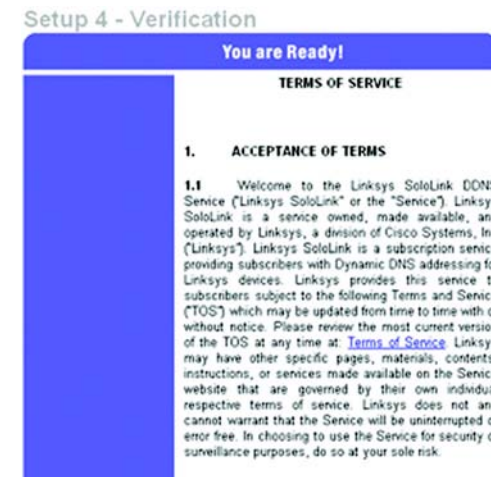 Setup 4 - Verification
You are Ready!
TERMS OF SERVICE
1. ACCEPTANCE OF TERMS
1.1 Welcome to the Linksys SoloLink DDNS
Service ("Linksys SoloLink" or the "Service"). Linksy
SoloLink is a service owned, made available, an
operated by Linksys, a division of Cisco Systems, In
("Linksys"). Linksys SoloLink is a subscription servic
providing subscribers with Dynamic DNS addressing fo
Linksys devices. Linksys provides this service t
subscribers subject to the following Terms and Servic
("TOS") which may be updated from time to time with o
without notice. Please review the most current versio
of the TOS at any time at: Terms of Service. Linksy
may have other specific pages, materials, contents
instructions, or services made available on the Servic
website that are governed by their own individua
respective terms of service. Linksys does not an
cannot warrant that the Service will be uninterrupted o
error free. In choosing to use the Service for security o
surveillance purposes, do so at your sole risk.